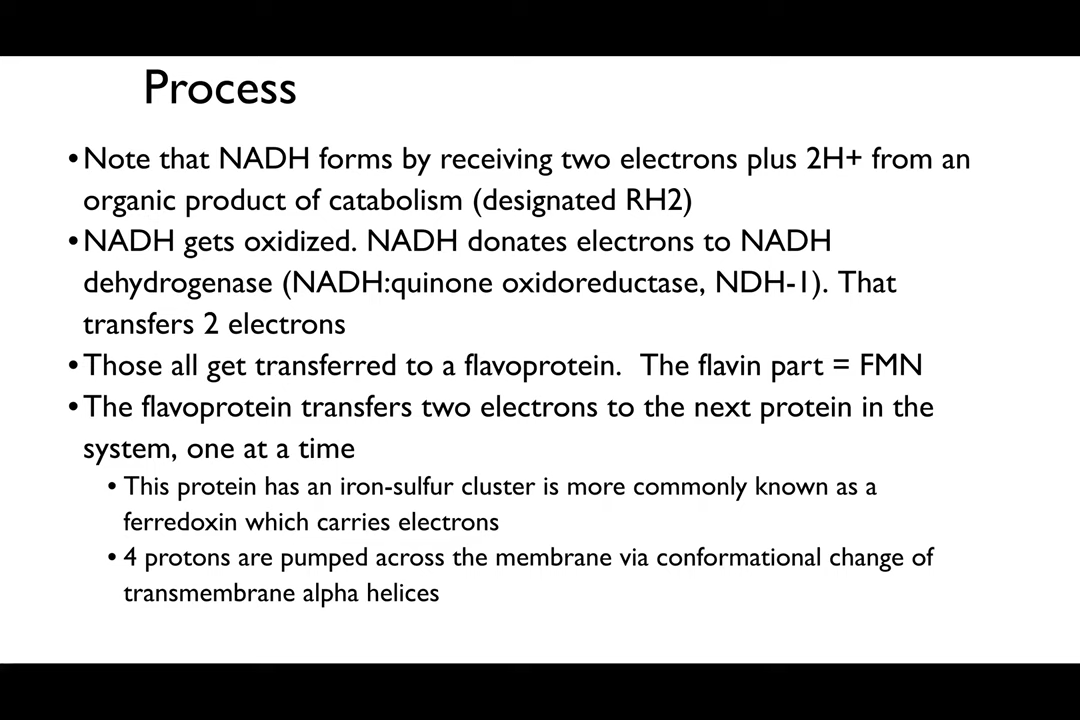 Process
• Note that NADH forms by receiving two electrons plus 2H+ from an
organic product of catabolism (designated RH2)
• NADH gets oxidized. NADH donates electrons to NADH
dehydrogenase (NADH:quinone oxidoreductase, NDH-1). That
transfers 2 electrons
• Those all get transferred to a flavoprotein.  The flavin part = FMN
• The flavoprotein transfers two electrons to the next protein in the
system, one at a time
• This protein has an iron-sulfur cluster is more commonly known as a
ferredoxin which carries electrons
• 4 protons are pumped across the membrane via conformational change of
transmembrane alpha helices